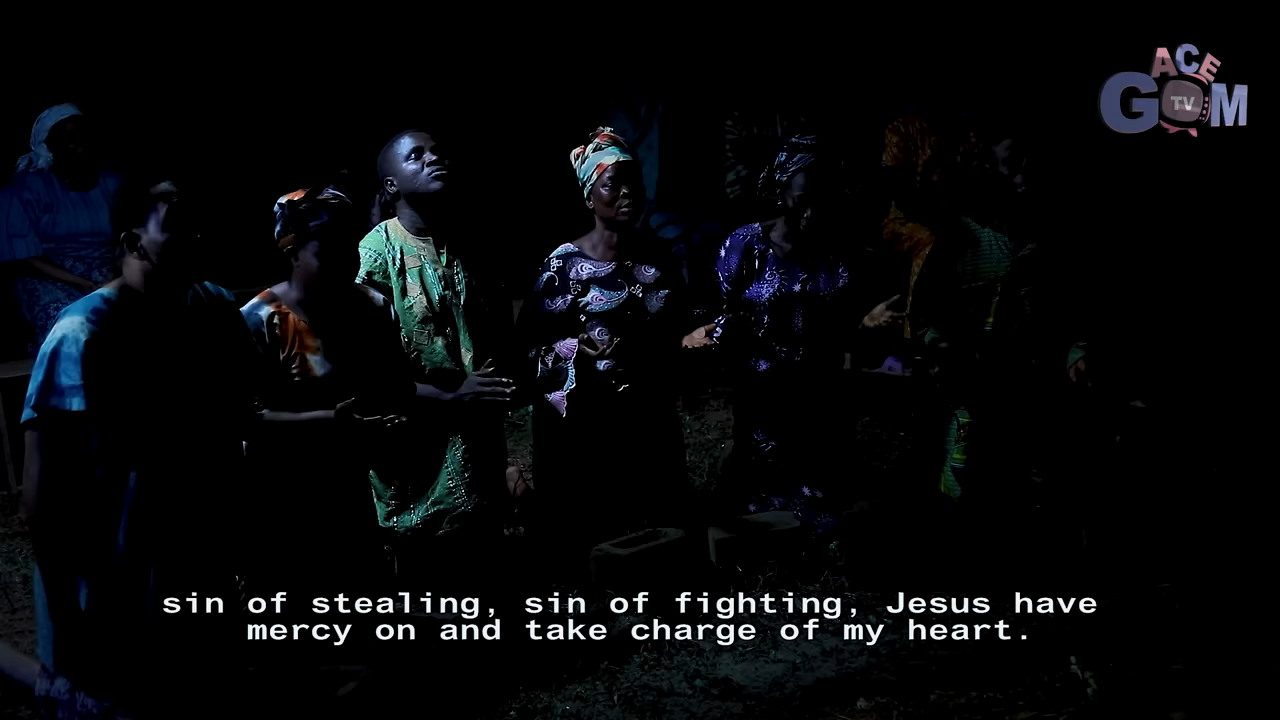 ACE
GOM
TV
sin of stealing, sin of fighting, Jesus have
mercy on and take charge of my heart.